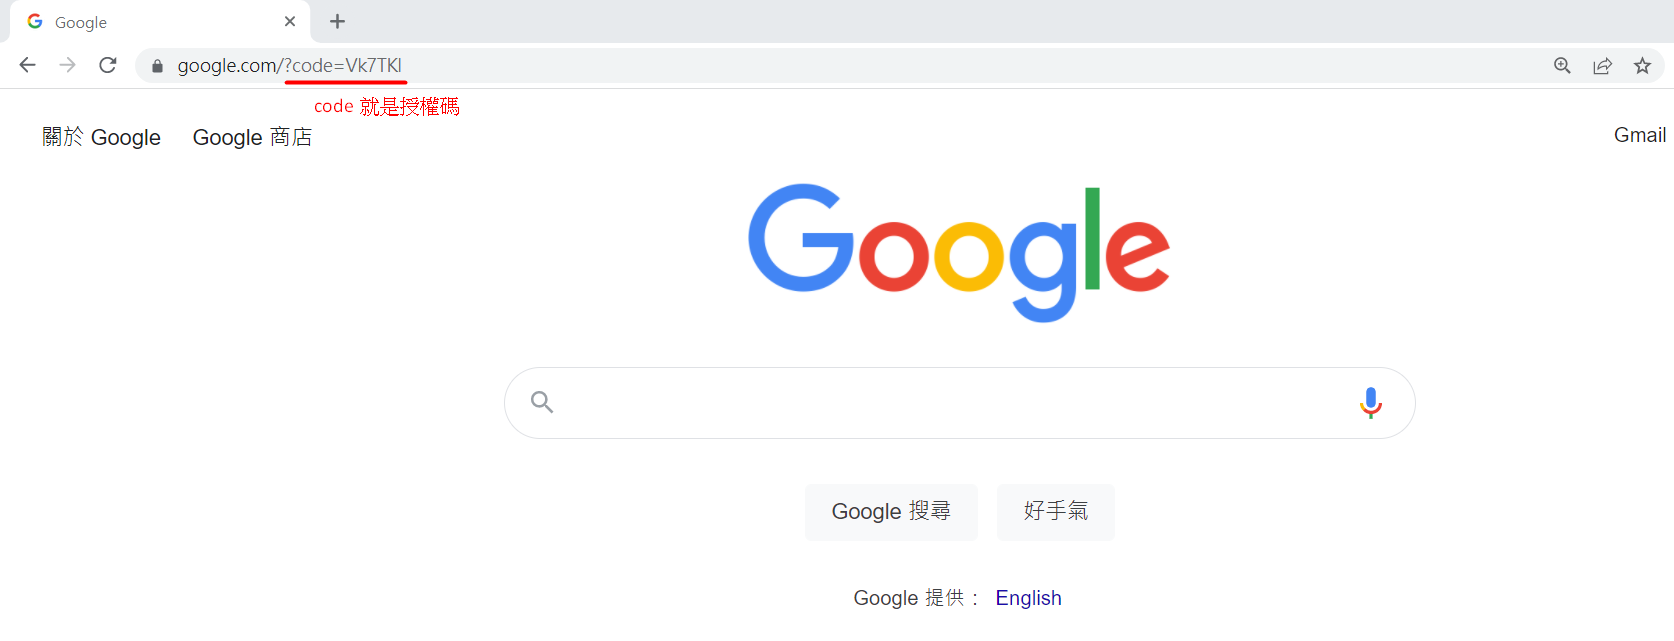 Google
google.com/?code=Vk7TKl
code 就是授權碼
關於 Google
Google 商店
Gmail
Google
Google 搜尋
好手氣
Google 提供： English